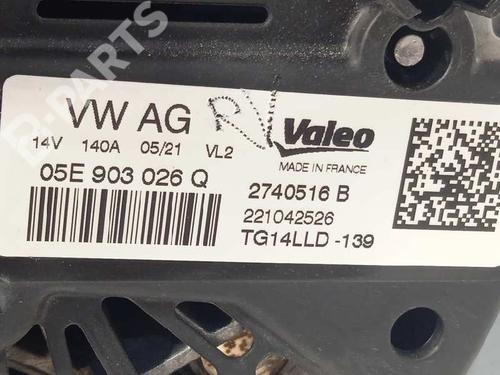 B-PARTS
VW AG
Valeo
14V 140A 05/21 VL2
MADE IN FRANCE
05E 903 026 Q
2740516 B
221042526
TG14LLD -139